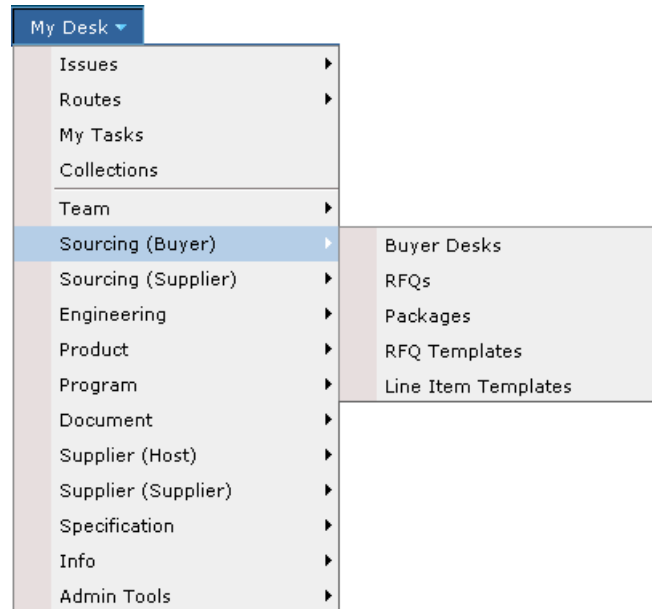 My Desk
Issues
Routes
My Tasks
Collections
Team
Sourcing (Buyer)
Sourcing (Supplier)
Engineering
Product
Program
Document
Supplier (Host)
Supplier (Supplier)
Specification
Info
Admin Tools
Buyer Desks
RFQs
Packages
RFQ Templates
Line Item Templates